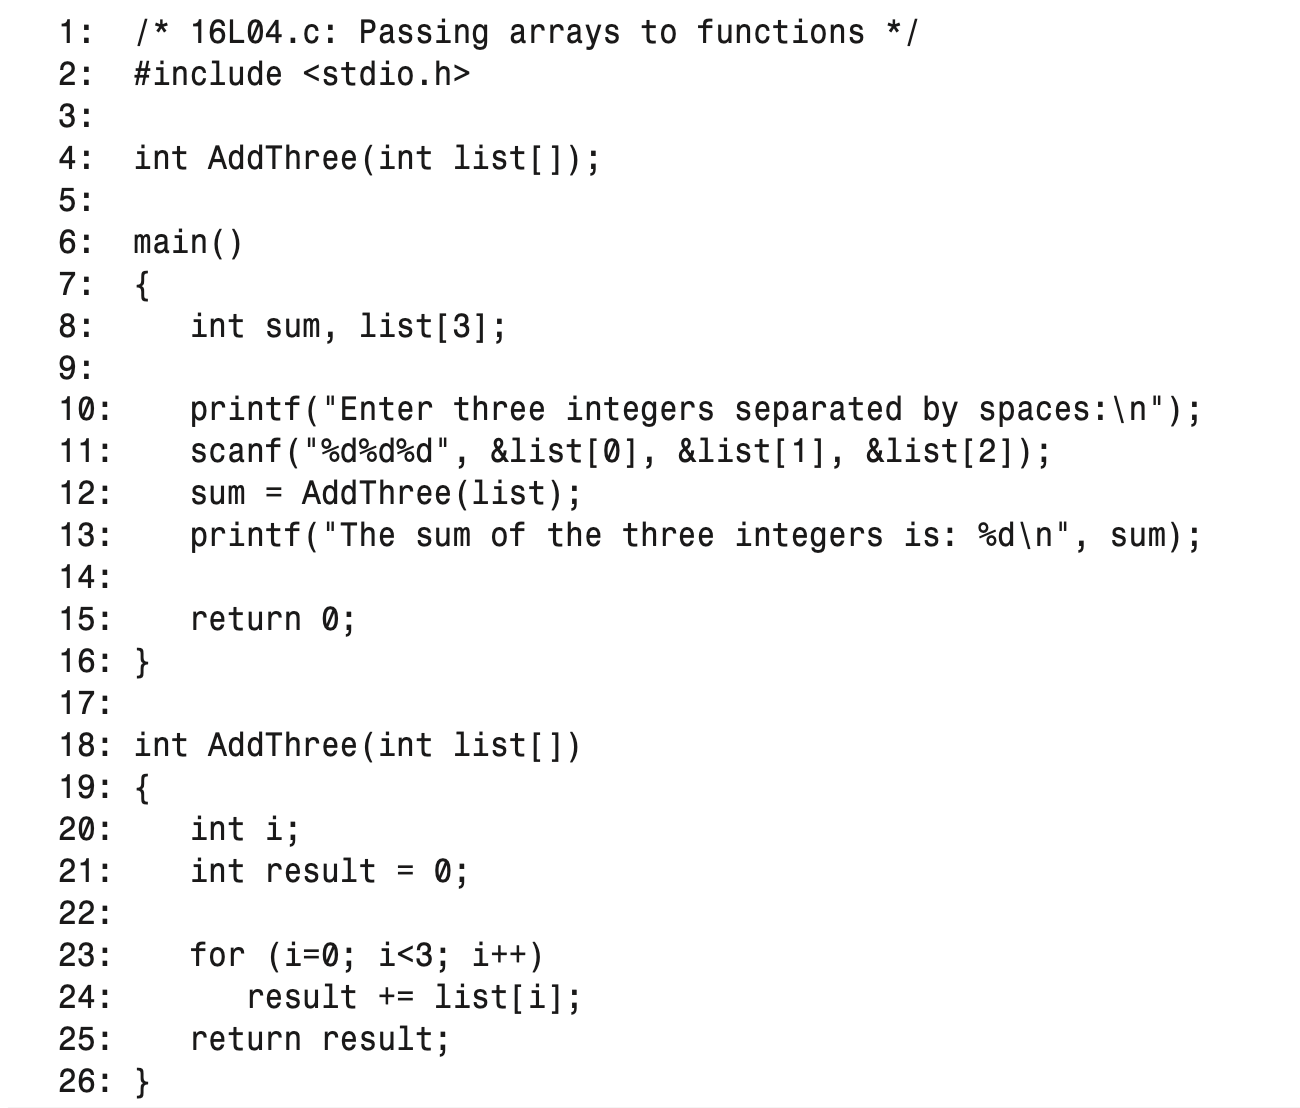 1:  /* 16L04.c: Passing arrays to functions */
2:  #include <stdio.h>
3:
4:  int AddThree(int list[]);
5:
6:  main()
7:  {
8:     int sum, list[3];
9:
10:    printf("Enter three integers separated by spaces:\n");
11:    scanf("%d%d%d", &list[0], &list[1], &list[2]);
12:    sum = AddThree(list);
13:    printf("The sum of the three integers is: %d\n", sum);
14:
15:    return 0;
16: }
17:
18: int AddThree(int list[])
19: {
20:    int i;
21:    int result = 0;
22:
23:    for (i=0; i<3; i++)
24:       result += list[i];
25:    return result;
26: }